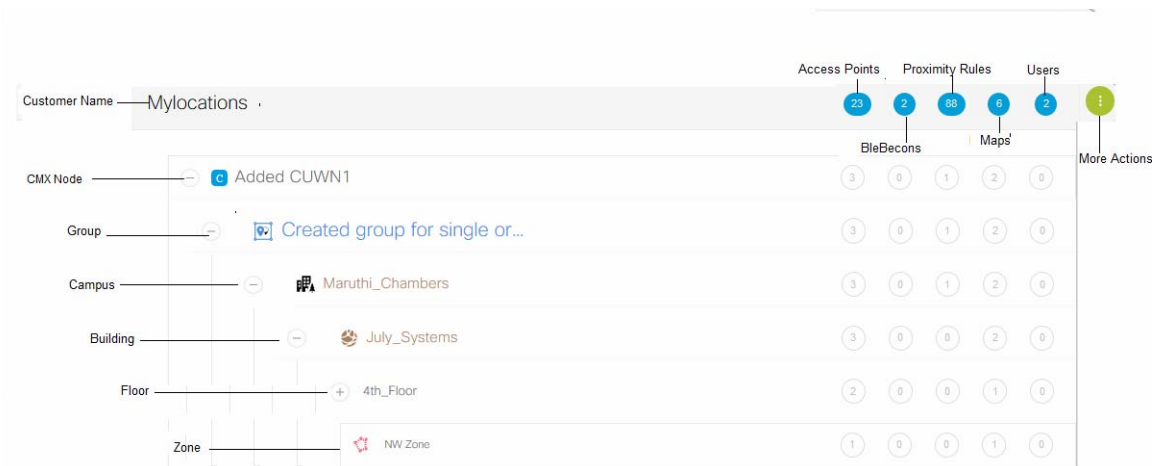 Access Points Proximity Rules Users
Customer Name Mylocations 23 2 88 6 2
BleBecons Maps More Actions
CMX Node C Added CUWN1 3 0 1 2 0
Group Created group for single or... 3 0 1 2 0
Campus Maruthi_Chambers 3 0 1 2 0
Building July_Systems 3 0 0 2 0
Floor 4th_Floor 2 0 0 1 0
Zone NW Zone 1 0 0 1 0